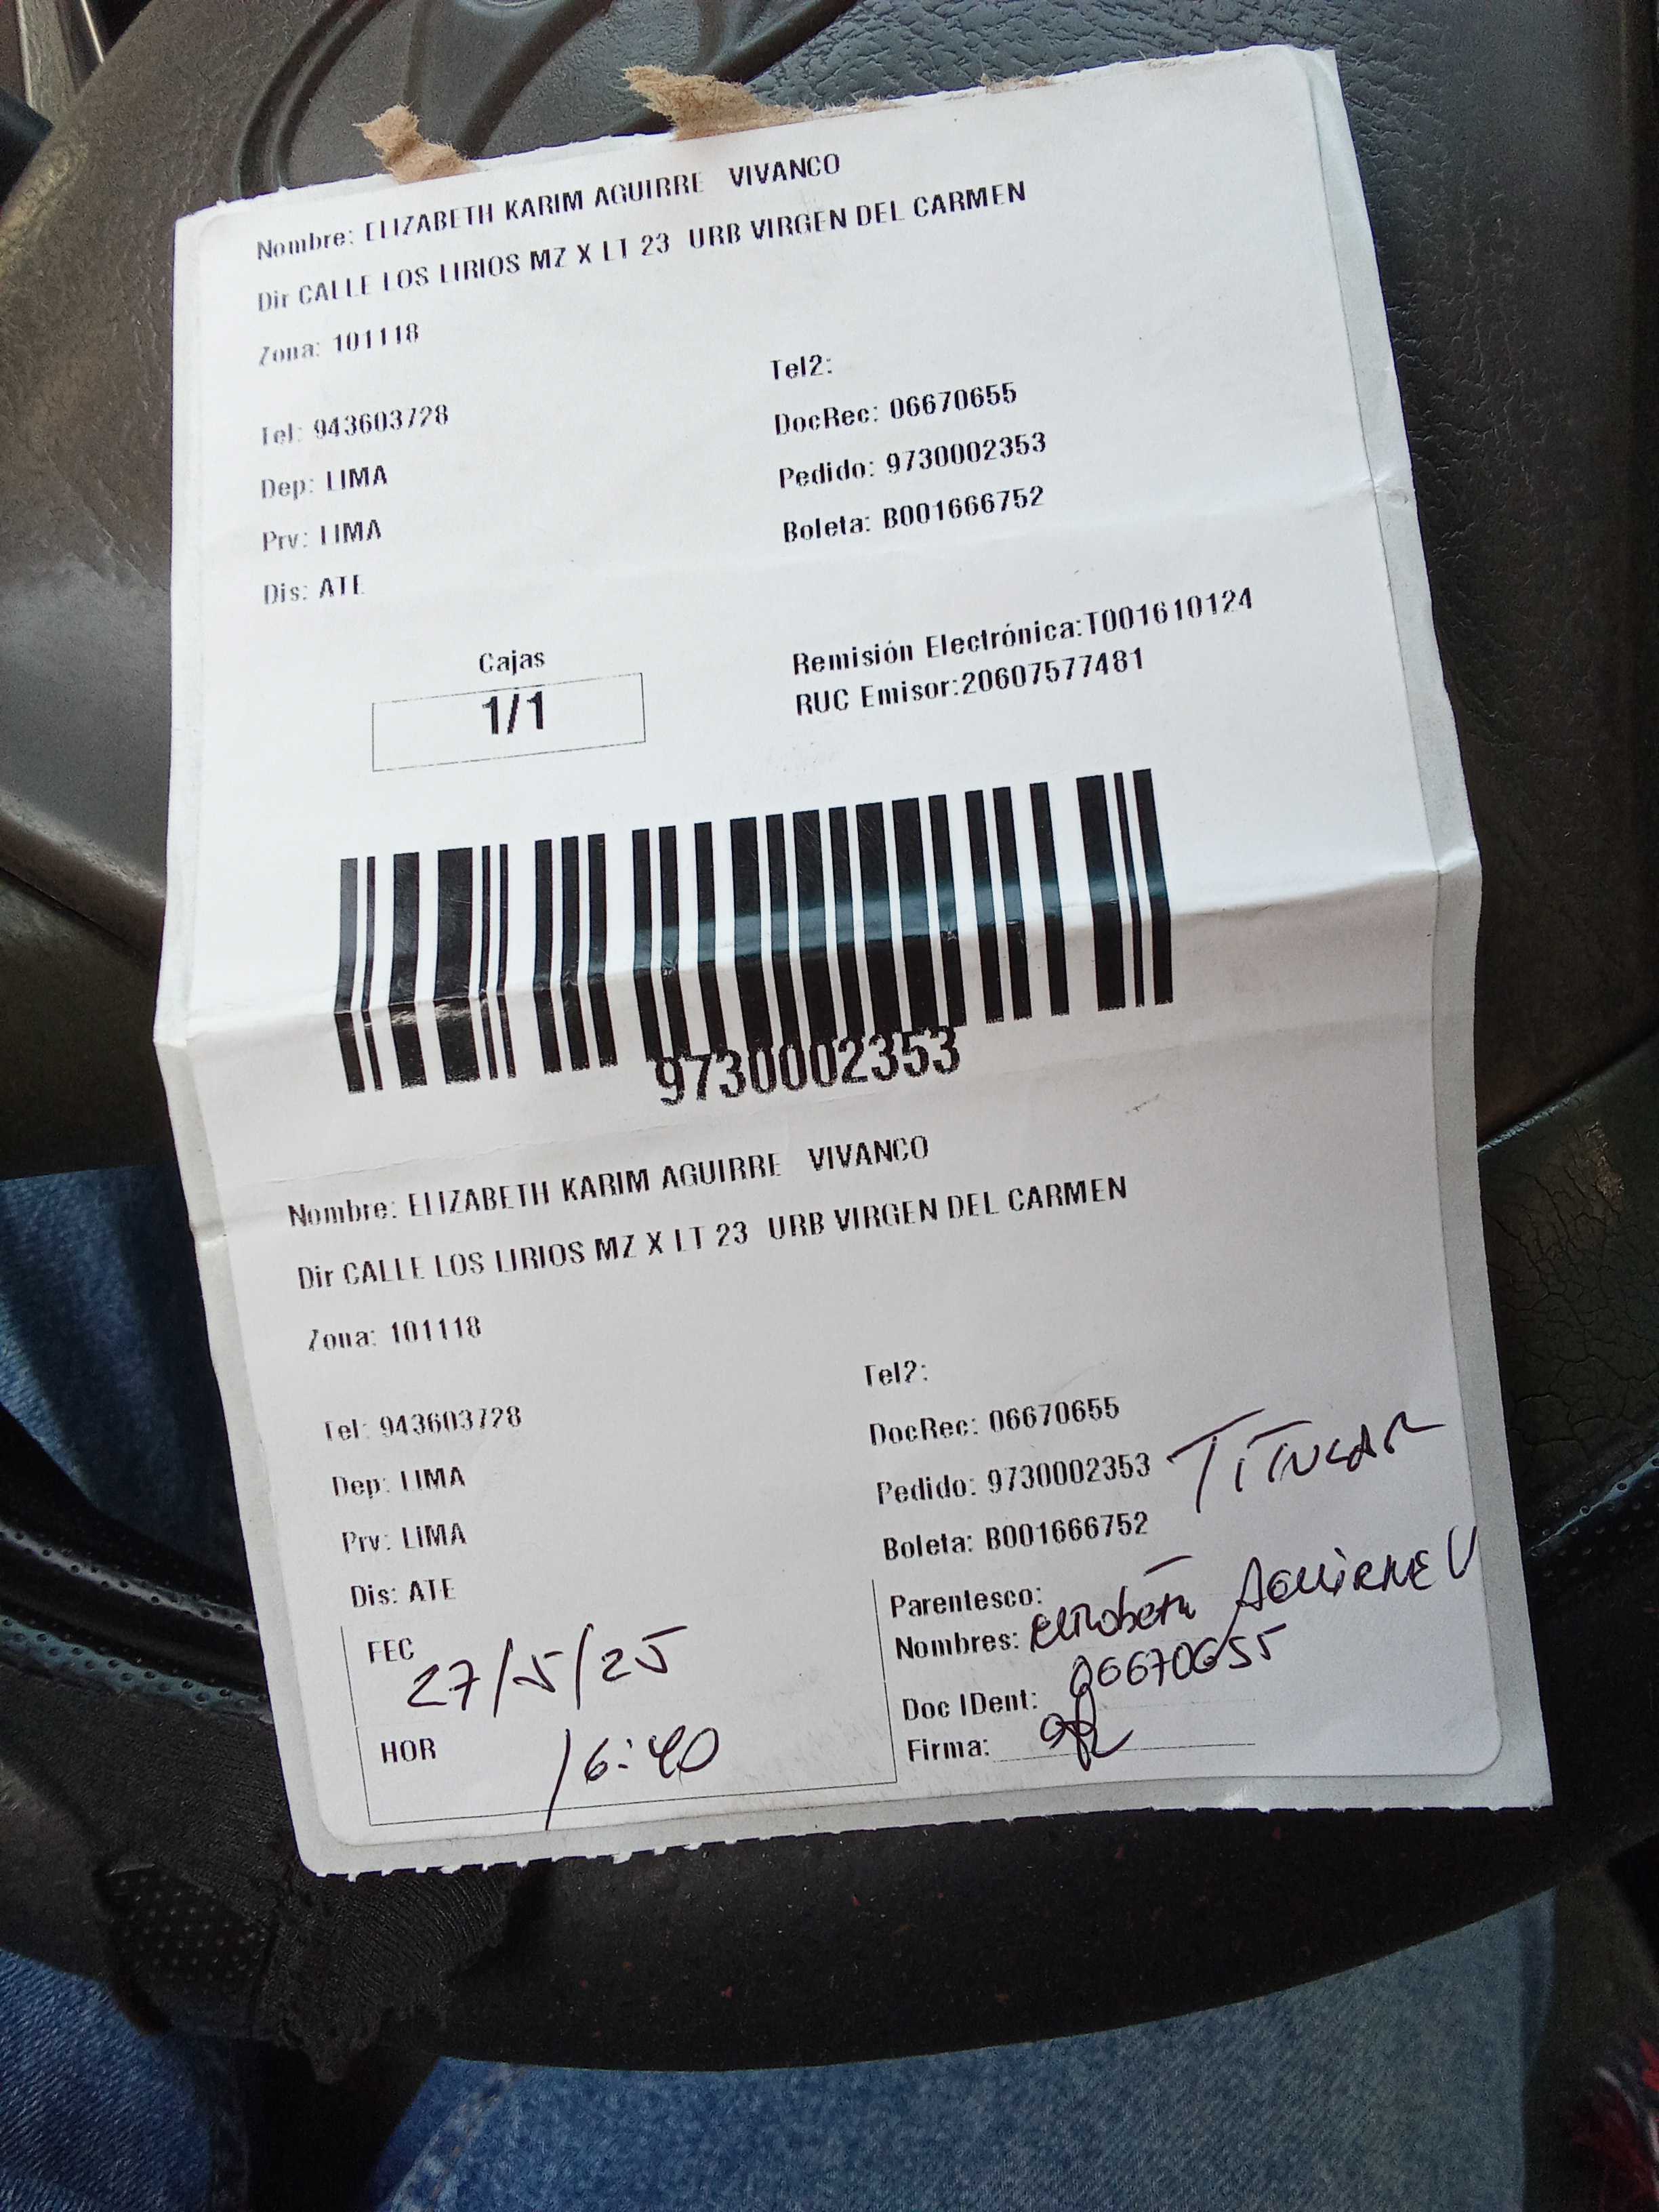 Nombre: ELIZABETH KARIM AGUIRRE VIVANCO
Dir CALLE LOS LIRIOS MZ X LT 23 URB VIRGEN DEL CARMEN
Zona: 101118
Tel2:
Tel: 943603728
DocRec: 06670655
Dep: LIMA
Pedido: 9730002353
Prv: LIMA
Boleta: B001666752
Dis: ATE
Cajas
1/1
Remisión Electrónica:T001610124
RUC Emisor:20607577481
9730002353
Nombre: ELIZABETH KARIM AGUIRRE VIVANCO
Dir CALLE LOS LIRIOS MZ X LT 23 URB VIRGEN DEL CARMEN
Zona: 101118
Tel2:
Tel: 943603728
DocRec: 06670655
Dep: LIMA
Pedido: 9730002353 TITULAR
Prv: LIMA
Boleta: B001666752
Dis: ATE
Parentesco:
Nombres: Elizabeth AGUIRRE V
FEC 27/5/25
Doc IDent: 06670655
HOR 16:40
Firma: